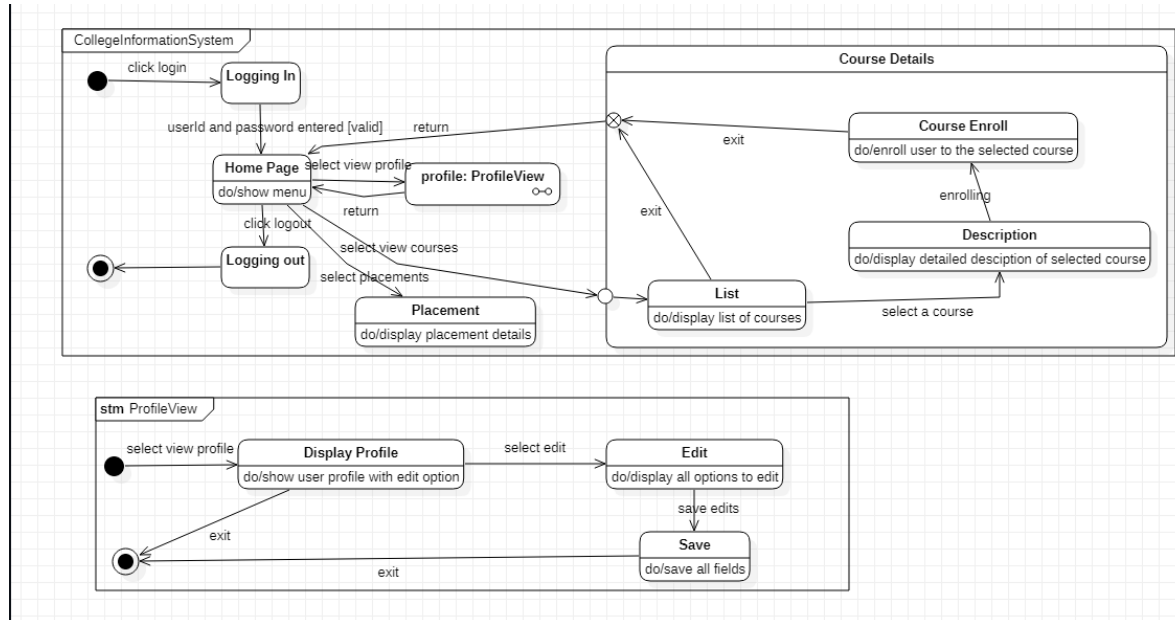 CollegeInformationSystem
click login
Logging In
userId and password entered [valid]
Home Page
do/show menu
select view profile
profile: ProfileView
return
return
click logout
Logging out
select view courses
select placements
Placement
do/display placement details
Course Details
Course Enroll
do/enroll user to the selected course
exit
exit
enrolling
Description
do/display detailed desciption of selected course
List
do/display list of courses
select a course
stm ProfileView
select view profile
Display Profile
do/show user profile with edit option
select edit
Edit
do/display all options to edit
save edits
Save
do/save all fields
exit
exit